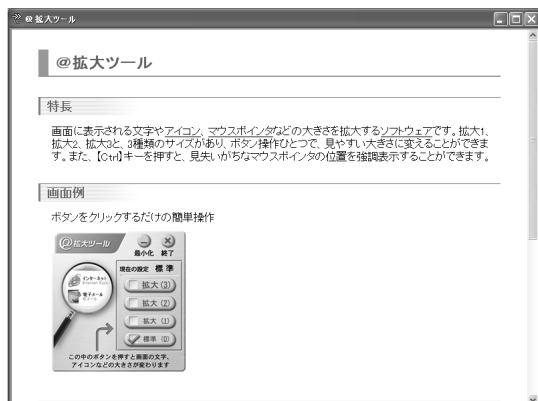 @拡大ツール
@拡大ツール
特長
画面に表示される文字やアイコン、マウスポインタなどの大きさを拡大するソフトウェアです。拡大1、
拡大2、拡大3と、3種類のサイズがあり、ボタン操作ひとつで、見やすい大きさに変えることができま
す。また、【Ctrl】キーを押すと、見失いがちなマウスポインタの位置を強調表示することができます。
画面例
ボタンをクリックするだけの簡単操作
@拡大ツール
最小化 終了
現在の設定 標準
インターネット
Internet Explorer
電子メール
拡大(3)
拡大(2)
拡大(1)
標準(0)
この中のボタンを押すと画面の文字、
アイコンなどの大きさが変わります